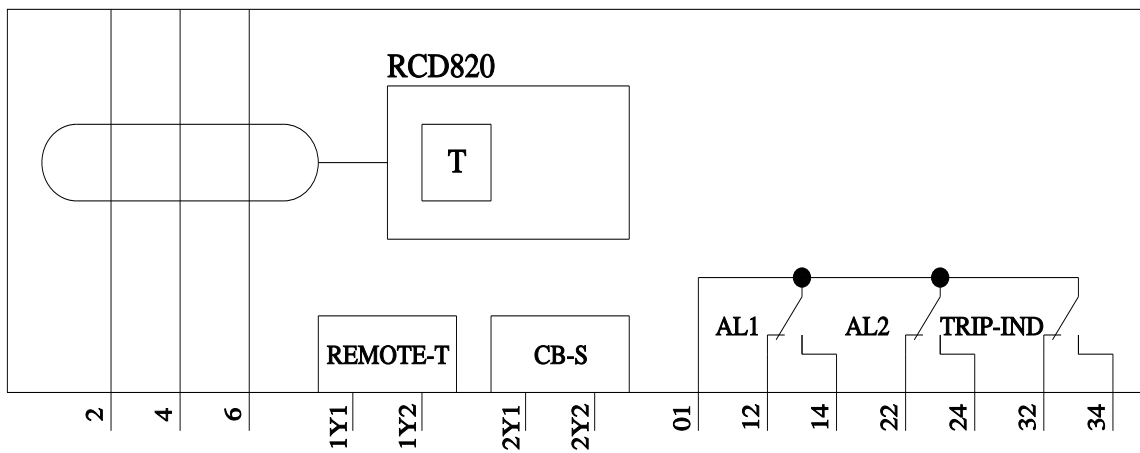 RCD820
T
AL1
AL2
TRIP-IND
REMOTE-T
CB-S
2
4
6
1Y1
1Y2
2Y1
2Y2
01
12
14
22
24
32
34